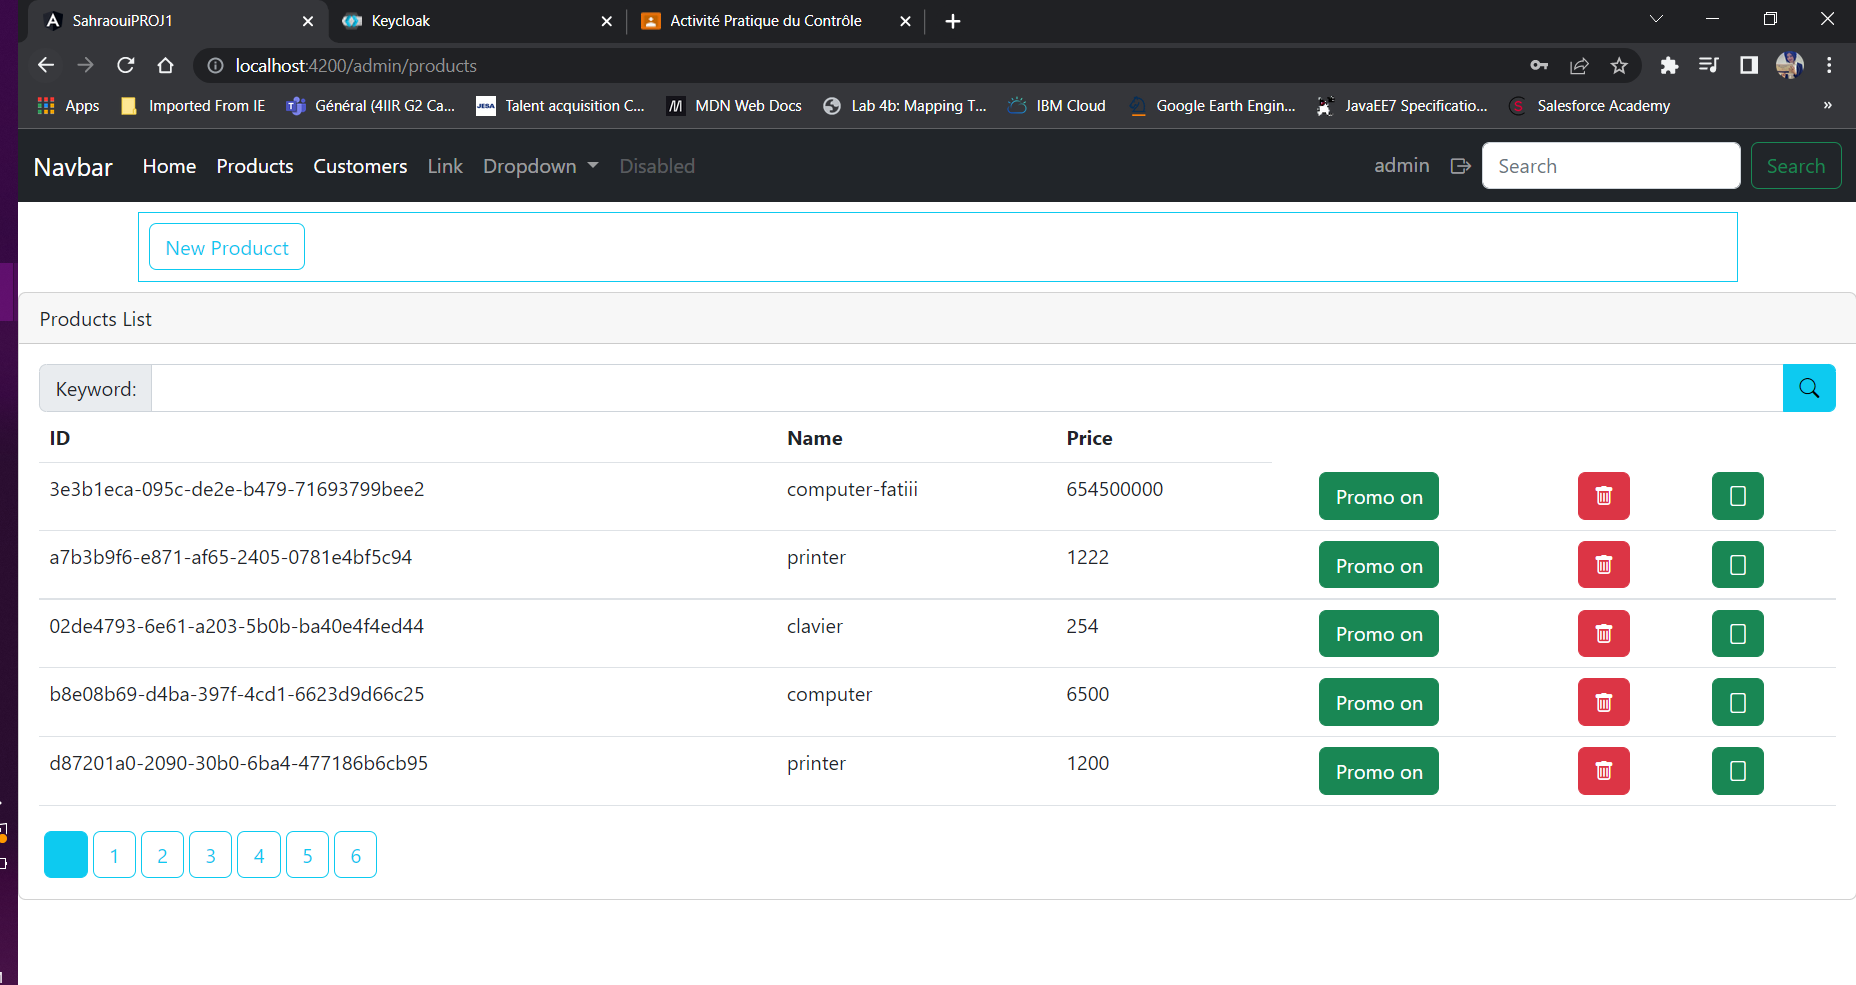 SahraouiPROJ1 Keycloak Activité Pratique du Contrôle
localhost:4200/admin/products
Apps Imported From IE Général (4IIR G2 Ca... JESA Talent acquisition C... MDN Web Docs Lab 4b: Mapping T... IBM Cloud Google Earth Engin... JavaEE7 Specificatio... Salesforce Academy »
Navbar Home Products Customers Link Dropdown Disabled admin Search Search
New Producct
Products List
Keyword:
ID Name Price
3e3b1eca-095c-de2e-b479-71693799bee2 computer-fatiii 654500000 Promo on
a7b3b9f6-e871-af65-2405-0781e4bf5c94 printer 1222 Promo on
02de4793-6e61-a203-5b0b-ba40e4f4ed44 clavier 254 Promo on
b8e08b69-d4ba-397f-4cd1-6623d9d66c25 computer 6500 Promo on
d87201a0-2090-30b0-6ba4-477186b6cb95 printer 1200 Promo on
1 2 3 4 5 6